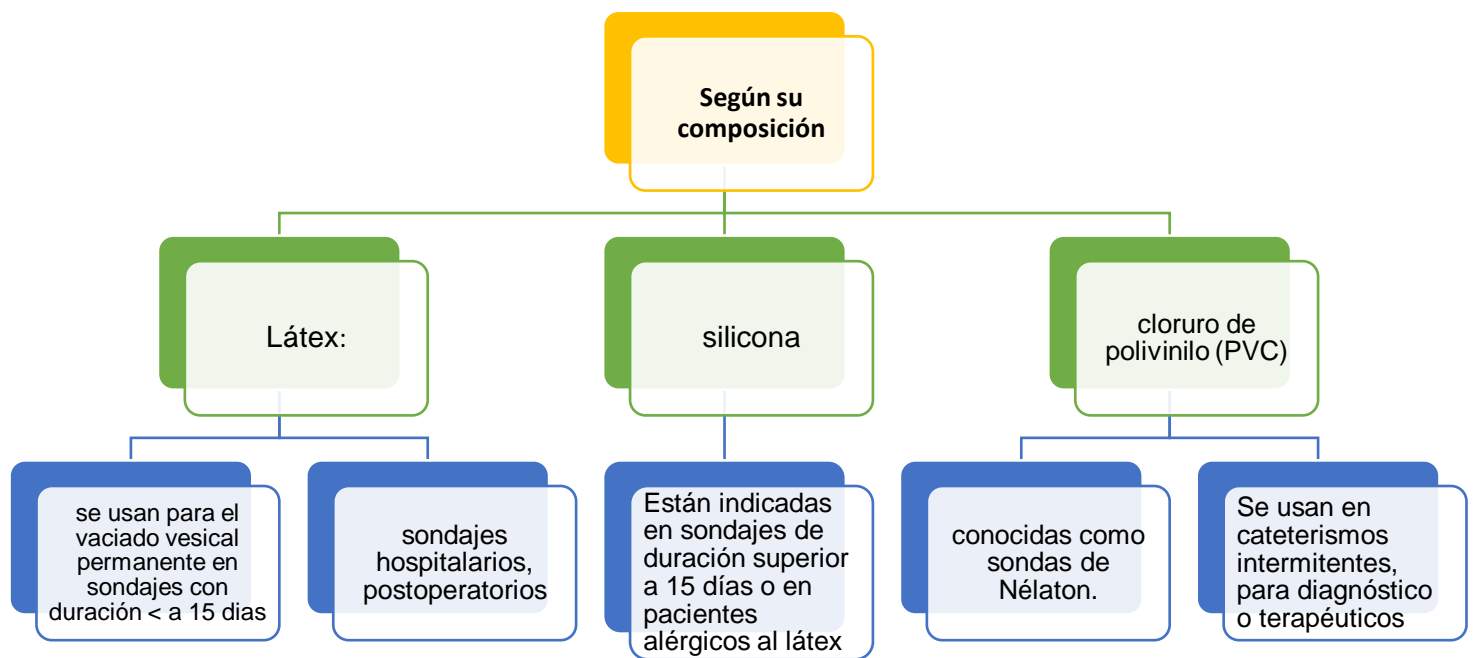 Según su
composición
Látex:
silicona
cloruro de
polivinilo (PVC)
se usan para el
vaciado vesical
permanente en
sondajes con
duración < a 15 dias
sondajes
hospitalarios,
postoperatorios
Están indicadas
en sondajes de
duración superior
a 15 días o en
pacientes
alérgicos al látex
conocidas como
sondas de
Nélaton.
Se usan en
cateterismos
intermitentes,
para diagnóstico
o terapéuticos